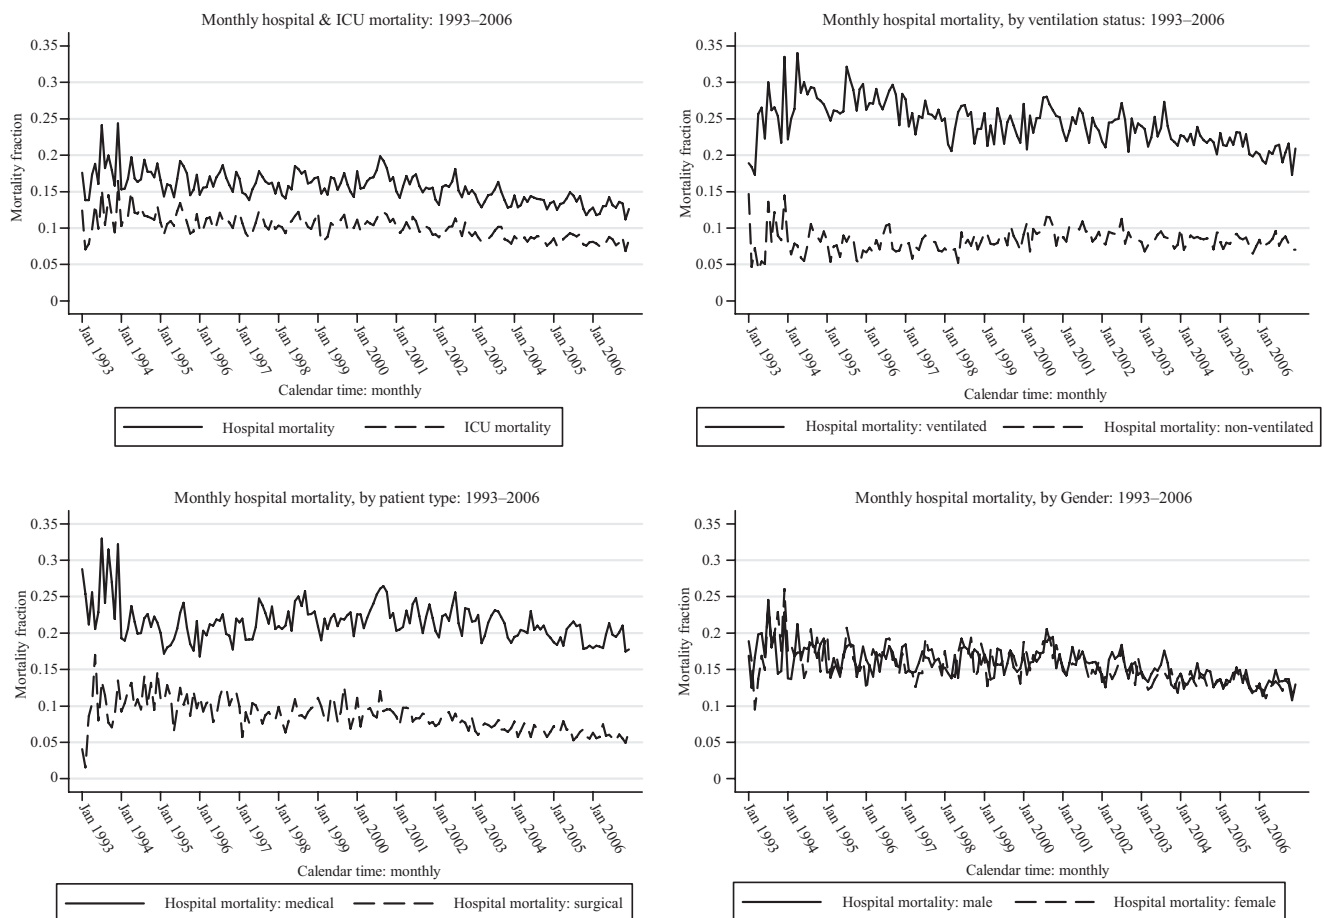 Monthly hospital & ICU mortality: 1993–2006
0.35
0.3
0.25
0.2
0.15
0.1
0.05
0
Mortality fraction
Jan 1993
Jan 1994
Jan 1995
Jan 1996
Jan 1997
Jan 1998
Jan 1999
Jan 2000
Jan 2001
Jan 2002
Jan 2003
Jan 2004
Jan 2005
Jan 2006
Calendar time: monthly
Hospital mortality
ICU mortality
Monthly hospital mortality, by ventilation status: 1993–2006
0.35
0.3
0.25
0.2
0.15
0.1
0.05
0
Mortality fraction
Jan 1993
Jan 1994
Jan 1995
Jan 1996
Jan 1997
Jan 1998
Jan 1999
Jan 2000
Jan 2001
Jan 2002
Jan 2003
Jan 2004
Jan 2005
Jan 2006
Calendar time: monthly
Hospital mortality: ventilated
Hospital mortality: non-ventilated
Monthly hospital mortality, by patient type: 1993–2006
0.35
0.3
0.25
0.2
0.15
0.1
0.05
0
Mortality fraction
Jan 1993
Jan 1994
Jan 1995
Jan 1996
Jan 1997
Jan 1998
Jan 1999
Jan 2000
Jan 2001
Jan 2002
Jan 2003
Jan 2004
Jan 2005
Jan 2006
Calendar time: monthly
Hospital mortality: medical
Hospital mortality: surgical
Monthly hospital mortality, by Gender: 1993–2006
0.35
0.3
0.25
0.2
0.15
0.1
0.05
0
Mortality fraction
Jan 1993
Jan 1994
Jan 1995
Jan 1996
Jan 1997
Jan 1998
Jan 1999
Jan 2000
Jan 2001
Jan 2002
Jan 2003
Jan 2004
Jan 2005
Jan 2006
Calendar time: monthly
Hospital mortality: male
Hospital mortality: female